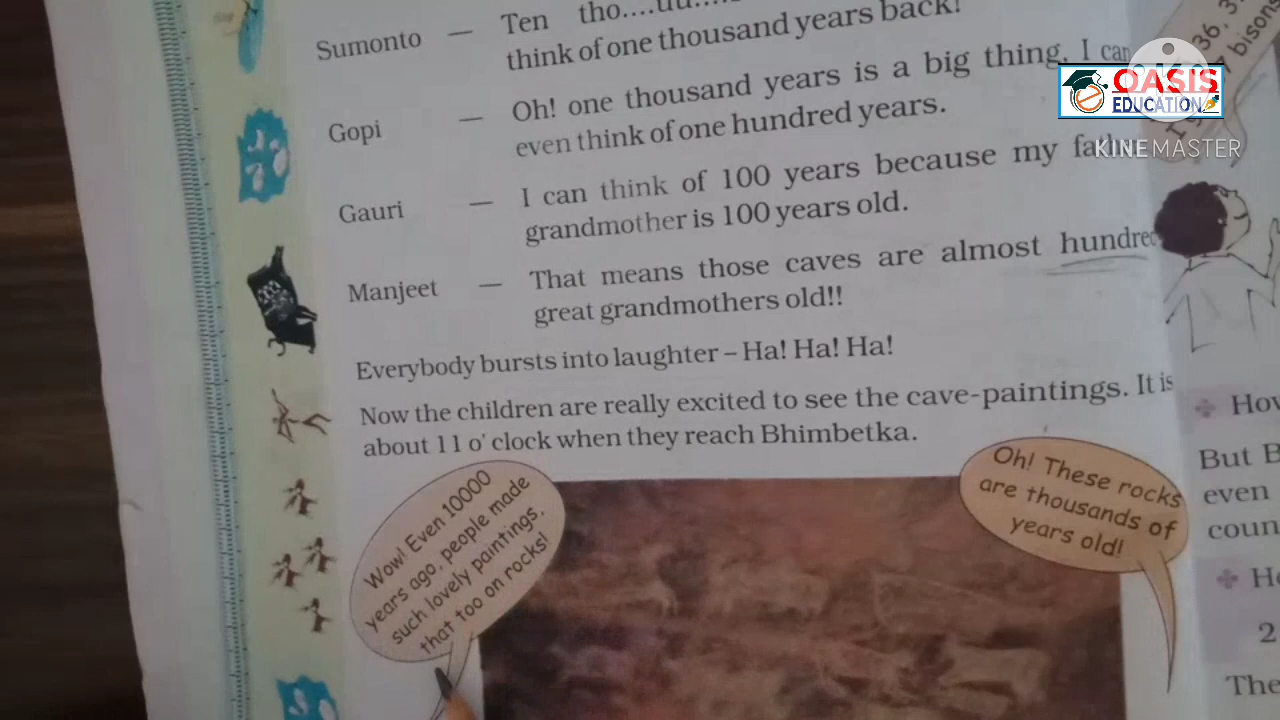 Sumonto — Ten
think of one thousand years back!
Gopi — Oh! one thousand years is a big thing, I can
even think of one hundred years.
Gauri — I can think of 100 years because my
grandmother is 100 years old.
Manjeet — That means those caves are almost
great grandmothers old!!
Everybody bursts into laughter – Ha! Ha! Ha!
Now the children are really excited to see the cave-paintings. It is
about 11 o' clock when they reach Bhimbetka.
Wow! Even 10000
years ago, people made
such lovely paintings,
that too on rocks!
Oh! These rocks
are thousands of
years old!
OASIS
EDUCATION
KINEMASTER
bisons
But
even
2
The